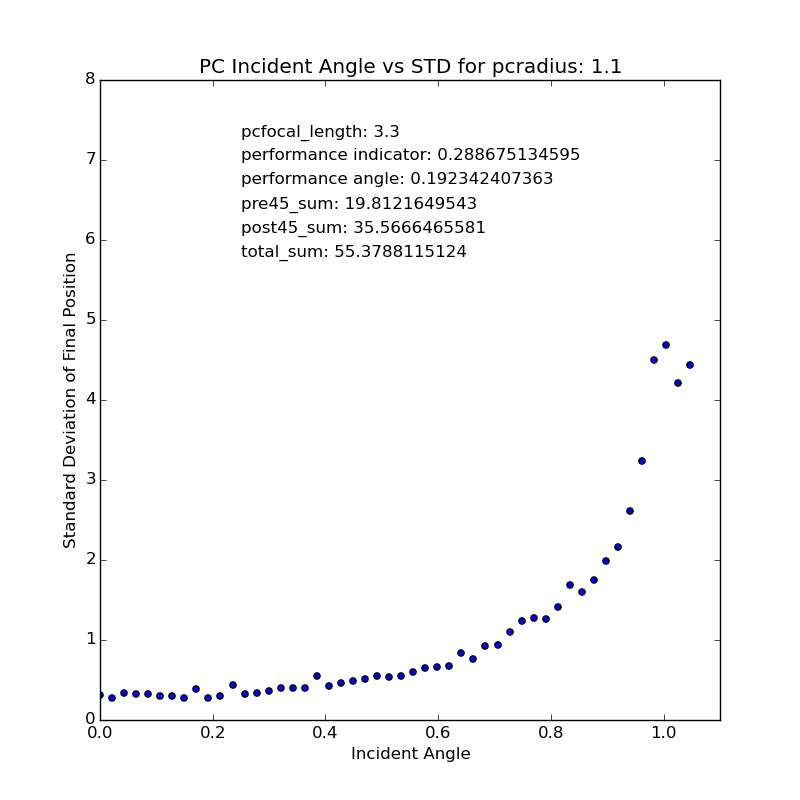 PC Incident Angle vs STD for pcradius: 1.1
pcfocal_length: 3.3
performance indicator: 0.288675134595
performance angle: 0.192342407363
pre45_sum: 19.8121649543
post45_sum: 35.5666465581
total_sum: 55.3788115124
Standard Deviation of Final Position
8
7
6
5
4
3
2
1
0
0.0 0.2 0.4 0.6 0.8 1.0
Incident Angle